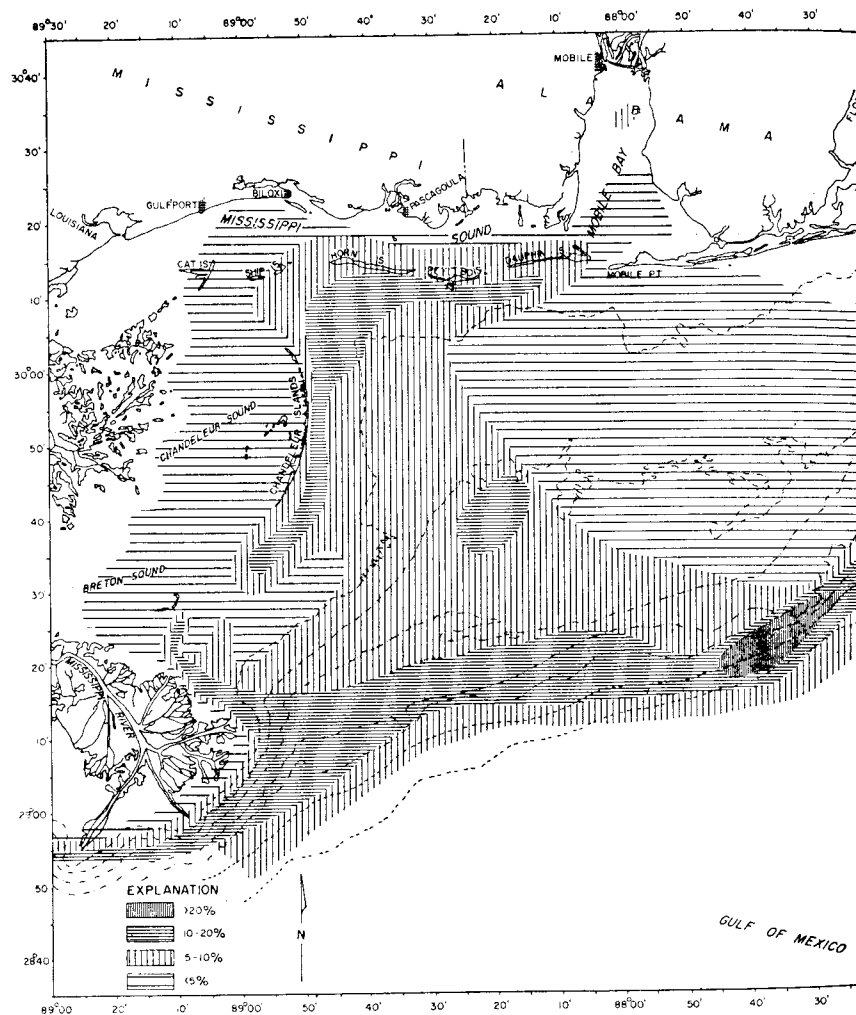 89°30' 20' 10' 89°00' 50' 40' 30' 20' 10' 88°00' 50' 40' 30'
30°40'
30'
20'
10'
30°00'
50'
40'
30'
20'
10'
29°00'
50'
28°40'
MISSISSIPPI
ALABAMA
MOBILE
MOBILE BAY
LOUISIANA
GULFPORT
BILOXI
PASCAGOULA
MISSISSIPPI SOUND
CAT IS.
SHIP IS.
HORN IS.
PETIT BOIS
DAUPHIN IS.
MOBILE PT.
CHANDELEUR SOUND
CHANDELEUR ISLANDS
BRETON SOUND
MISSISSIPPI RIVER
GULF OF MEXICO
EXPLANATION
>20%
10-20%
5-10%
<5%
N
89°00' 20' 10' 89°00' 50' 40' 30' 20' 10' 88°00' 50' 40' 30'